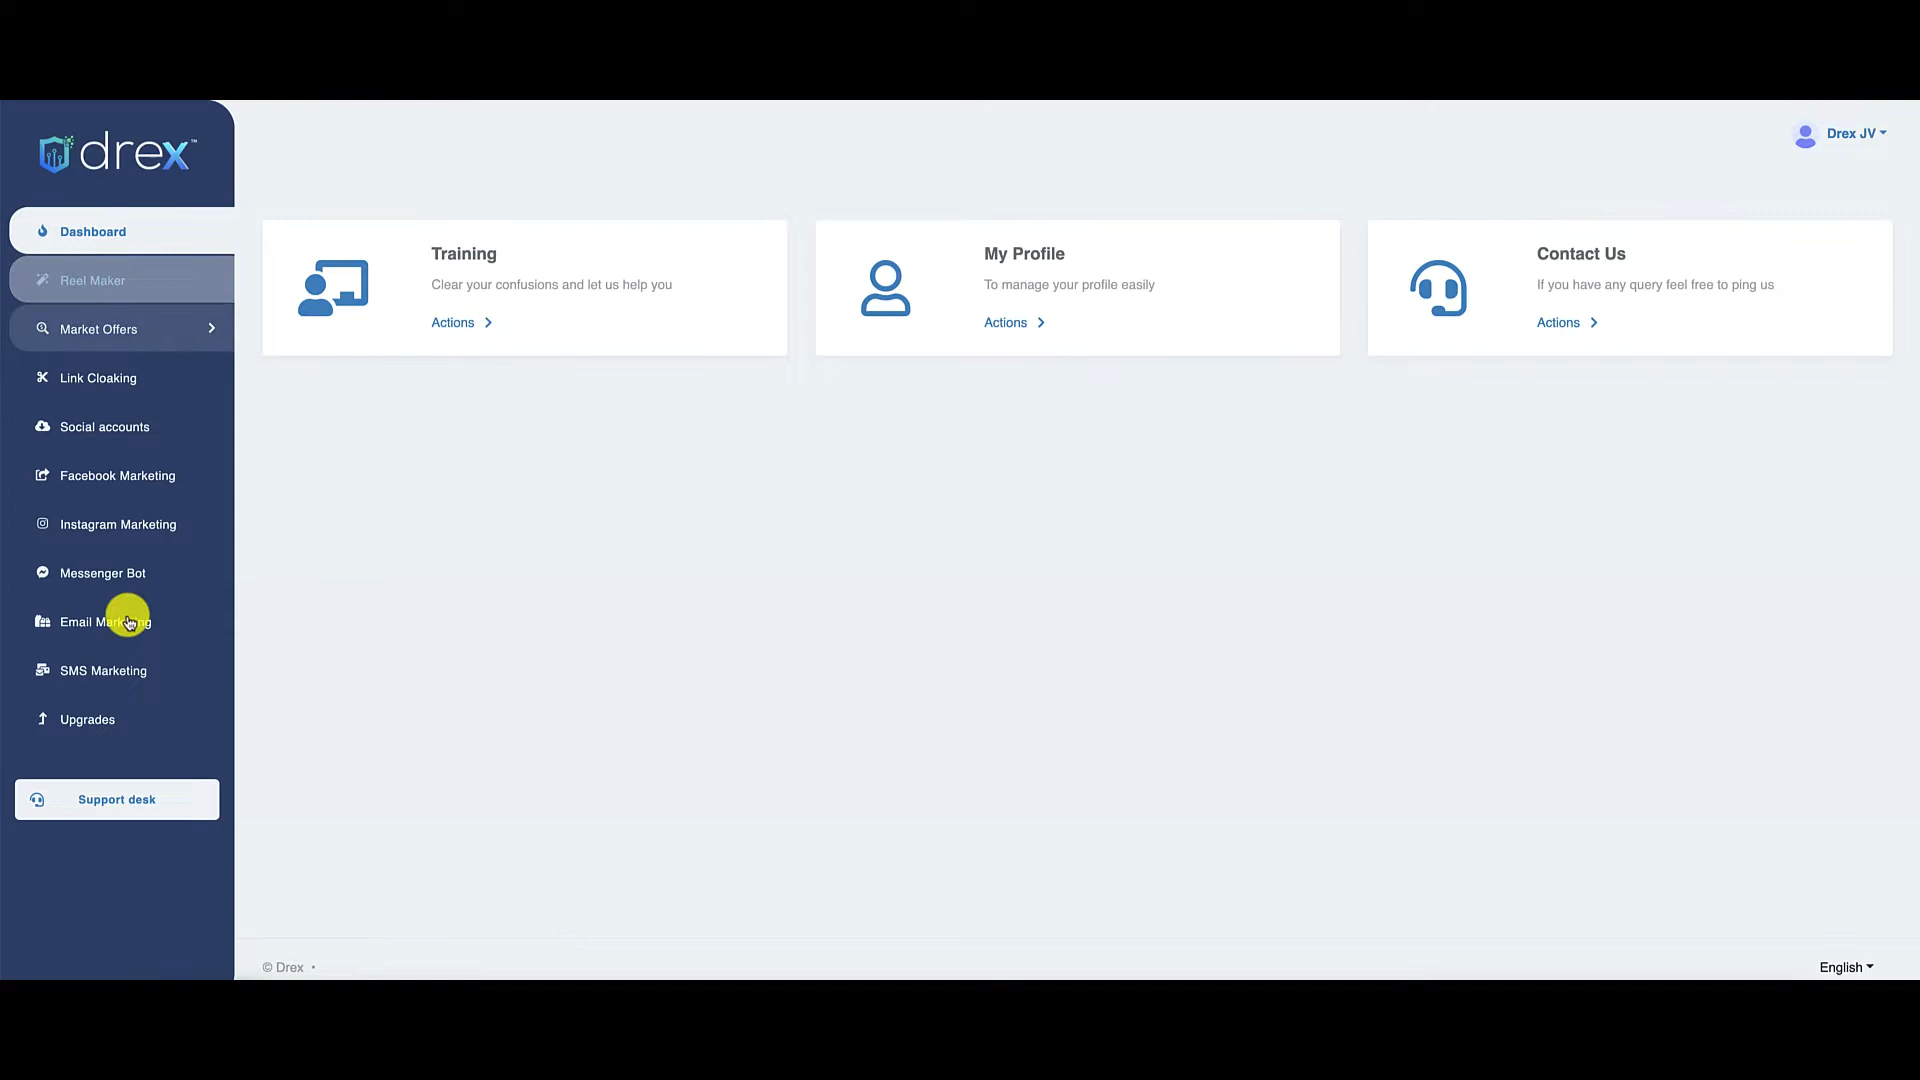 drex™
Drex JV
Dashboard
Reel Maker
Market Offers
Link Cloaking
Social accounts
Facebook Marketing
Instagram Marketing
Messenger Bot
Email Marketing
SMS Marketing
Upgrades
Support desk
Training
Clear your confusions and let us help you
Actions
My Profile
To manage your profile easily
Actions
Contact Us
If you have any query feel free to ping us
Actions
© Drex •
English